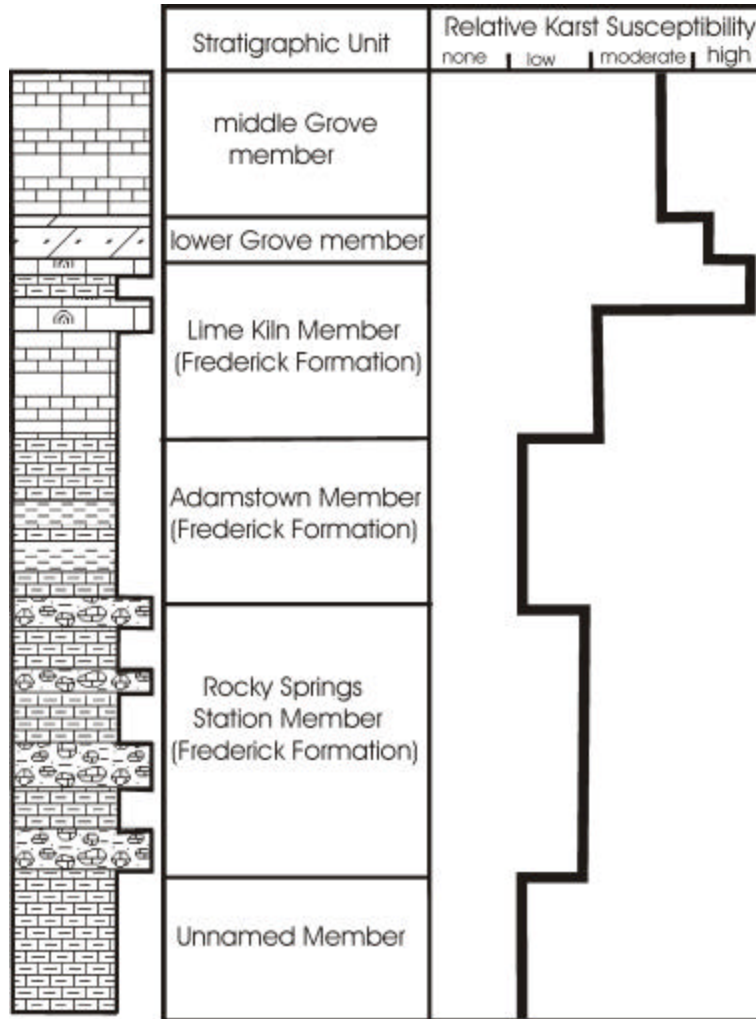 Stratigraphic Unit
Relative Karst Susceptibility
none low moderate high
middle Grove
member
lower Grove member
Lime Kiln Member
(Frederick Formation)
Adamstown Member
(Frederick Formation)
Rocky Springs
Station Member
(Frederick Formation)
Unnamed Member